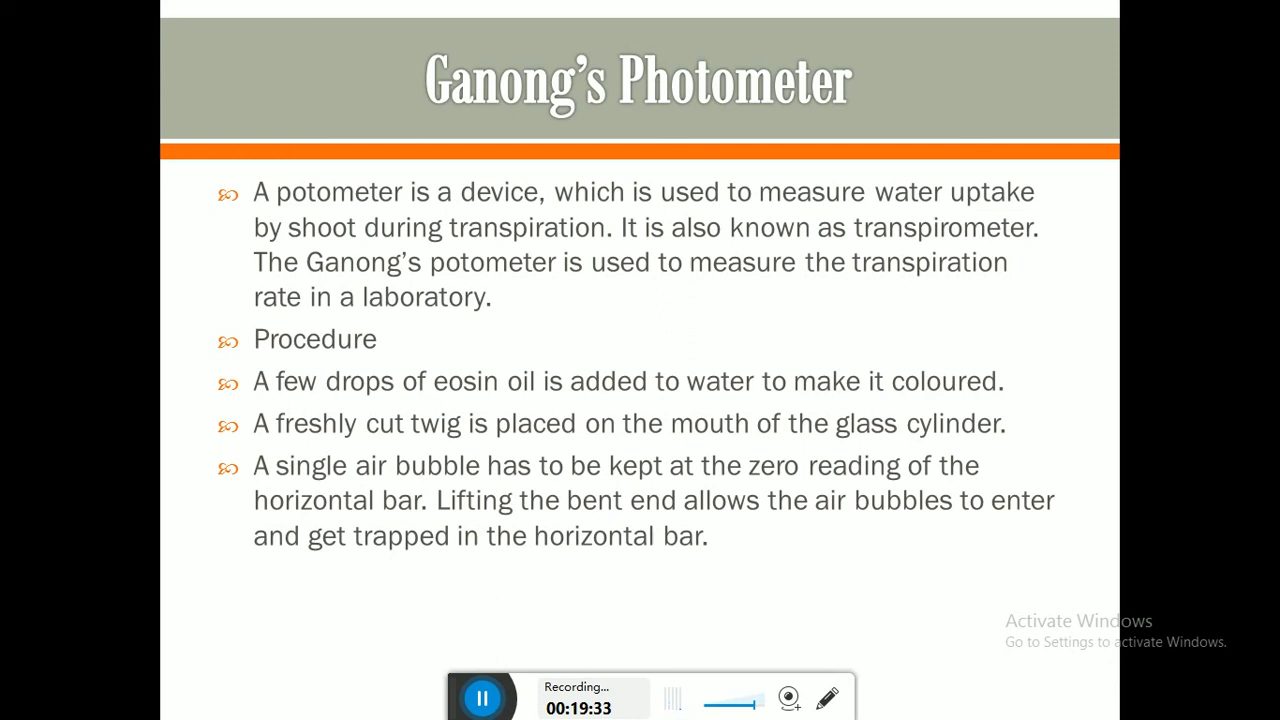 Ganong's Photometer
A potometer is a device, which is used to measure water uptake
by shoot during transpiration. It is also known as transpirometer.
The Ganong's potometer is used to measure the transpiration
rate in a laboratory.
Procedure
A few drops of eosin oil is added to water to make it coloured.
A freshly cut twig is placed on the mouth of the glass cylinder.
A single air bubble has to be kept at the zero reading of the
horizontal bar. Lifting the bent end allows the air bubbles to enter
and get trapped in the horizontal bar.
Activate Windows
Go to Settings to activate Windows.
Recording...
00:19:33